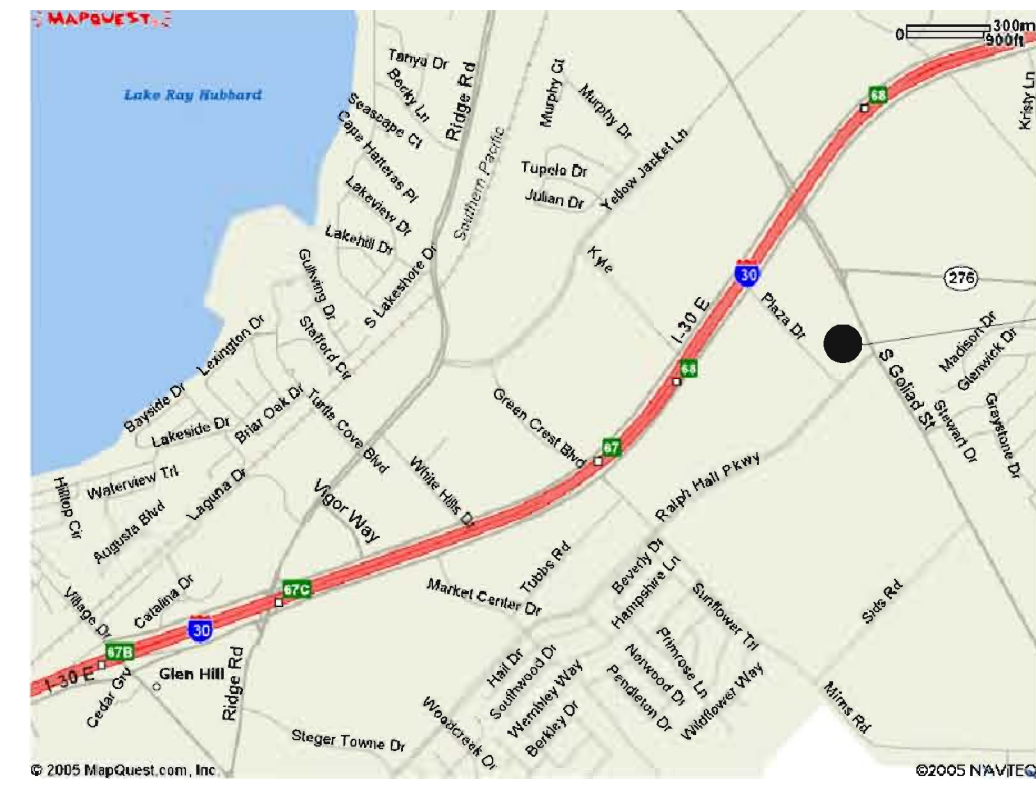 MAPQUEST
0
300m
900ft
Lake Ray Hubbard
Tanya Dr
Becky Ln
Ridge Rd
Seascape Ct
Cape Hatteras Pl
Lakeview Dr
Lakehill Dr
Southern Pacific
Murphy Ct
Murphy Dr
Tupelo Dr
Julian Dr
Yellow Jacket Ln
68
Kristy Ln
Kyle
Gullwing Dr
S Lakeshore Dr
Stafford Cir
Lexington Dr
Bayside Dr
Lakeside Dr
Briar Oak Dr
Turtle Cove Blvd
30
I-30 E
Plaza Dr
276
Madison Dr
Glenwick Dr
S Goliad St
Stewart Dr
Graystone Dr
68
Green Crest Blvd
67
Ralph Hall Pkwy
Hilltop Cir
Waterview Trl
Augusta Blvd
Laguna Dr
Vigor Way
White Hills Dr
Village Dr
Catalina Dr
67C
30
67B
I-30 E
Cedar Grv
Glen Hill
Ridge Rd
Market Center Dr
Tubbs Rd
Beverly Dr
Hampshire Ln
Sunflower Trl
Sids Rd
Primrose Ln
Norwood Dr
Pendleton Dr
Wildflower Way
Mims Rd
Hail Dr
Southwood Dr
Wembley Way
Berkley Dr
Woodcreek Dr
Steger Towne Dr
© 2005 MapQuest.com, Inc.
©2005 NAVTEQ